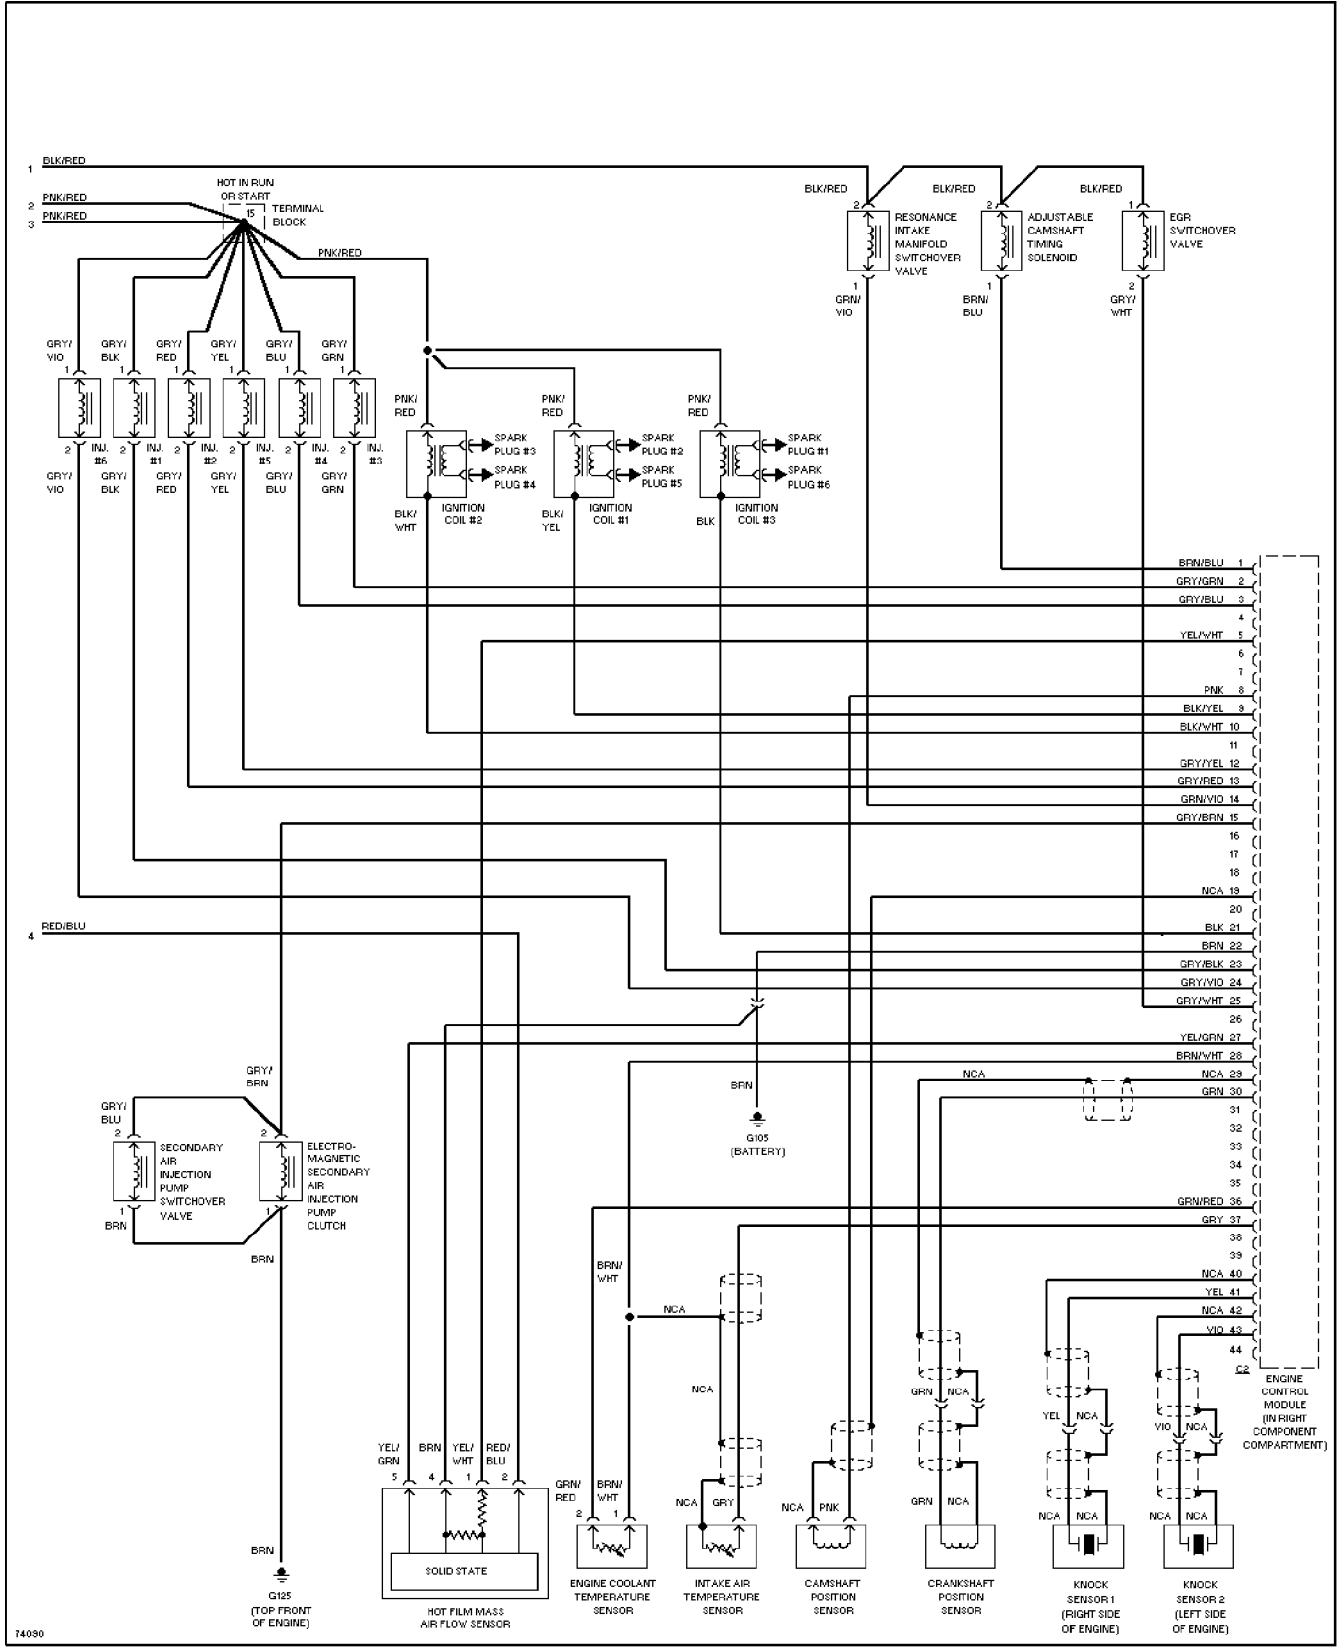 1 BLK/RED
HOT IN RUN
OR START
15 TERMINAL
BLOCK
2 PNK/RED
3 PNK/RED
PNK/RED
BLK/RED
BLK/RED
BLK/RED
2
2
1
RESONANCE
INTAKE
MANIFOLD
SWITCHOVER
VALVE
ADJUSTABLE
CAMSHAFT
TIMING
SOLENOID
EGR
SWITCHOVER
VALVE
1
GRN/
VIO
1
BRN/
BLU
2
GRY/
WHT
GRY/ GRY/ GRY/ GRY/ GRY/ GRY/
VIO BLK RED YEL BLU GRN
1 1 1 1 1 1
2 INJ. 2 INJ. 2 INJ. 2 INJ. 2 INJ. 2 INJ.
#6 #1 #2 #5 #4 #3
GRY/ GRY/ GRY/ GRY/ GRY/ GRY/
VIO BLK RED YEL BLU GRN
PNK/
RED
PNK/
RED
PNK/
RED
SPARK
PLUG #3
SPARK
PLUG #4
SPARK
PLUG #2
SPARK
PLUG #5
SPARK
PLUG #1
SPARK
PLUG #6
BLK/
WHT
IGNITION
COIL #2
BLK/
YEL
IGNITION
COIL #1
BLK
IGNITION
COIL #3
BRN/BLU 1
GRY/GRN 2
GRY/BLU 3
4
YEL/WHT 5
6
7
PNK 8
BLK/YEL 9
BLK/WHT 10
11
GRY/YEL 12
GRY/RED 13
GRN/VIO 14
GRY/BRN 15
16
17
18
NCA 19
20
BLK 21
BRN 22
GRY/BLK 23
GRY/VIO 24
GRY/WHT 25
26
YEL/GRN 27
BRN/WHT 28
NCA 29
GRN 30
31
32
33
34
35
GRN/RED 36
GRY 37
38
39
NCA 40
YEL 41
NCA 42
VIO 43
44
C2
ENGINE
CONTROL
MODULE
(IN RIGHT
COMPONENT
COMPARTMENT)
4 RED/BLU
GRY/
BRN
GRY/
BLU
2
2
SECONDARY
AIR
INJECTION
PUMP
SWITCHOVER
VALVE
ELECTRO-
MAGNETIC
SECONDARY
AIR
INJECTION
PUMP
CLUTCH
1
BRN
1
BRN
BRN
G125
(TOP FRONT
OF ENGINE)
BRN
G105
(BATTERY)
NCA
BRN/
WHT
NCA
NCA
YEL/
GRN
BRN
YEL/
WHT
RED/
BLU
5 4 1 2
SOLID STATE
HOT FILM MASS
AIR FLOW SENSOR
GRN/
RED
BRN/
WHT
2 1
ENGINE COOLANT
TEMPERATURE
SENSOR
NCA GRY
INTAKE AIR
TEMPERATURE
SENSOR
NCA PNK
CAMSHAFT
POSITION
SENSOR
GRN NCA
GRN NCA
CRANKSHAFT
POSITION
SENSOR
YEL NCA
NCA NCA
KNOCK
SENSOR 1
(RIGHT SIDE
OF ENGINE)
VIO NCA
NCA NCA
KNOCK
SENSOR 2
(LEFT SIDE
OF ENGINE)
74090